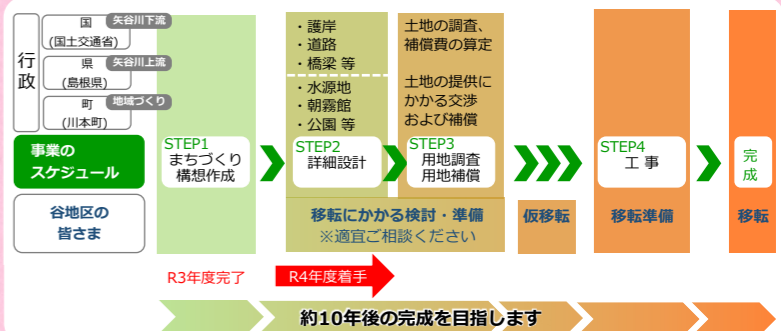 行政
国
(国土交通省)
矢谷川下流
県
(島根県)
矢谷川上流
町
(川本町)
地域づくり
事業の
スケジュール
谷地区の
皆さま
STEP1
まちづくり
構想作成
・護岸
・道路
・橋梁 等
・水源地
・朝霧館
・公園 等
STEP2
詳細設計
土地の調査、
補償費の算定
土地の提供に
かかる交渉
および補償
STEP3
用地調査
用地補償
STEP4
工 事
完成
移転にかかる検討・準備
※適宜ご相談ください
仮移転
移転準備
移転
R3年度完了
R4年度着手
約10年後の完成を目指します